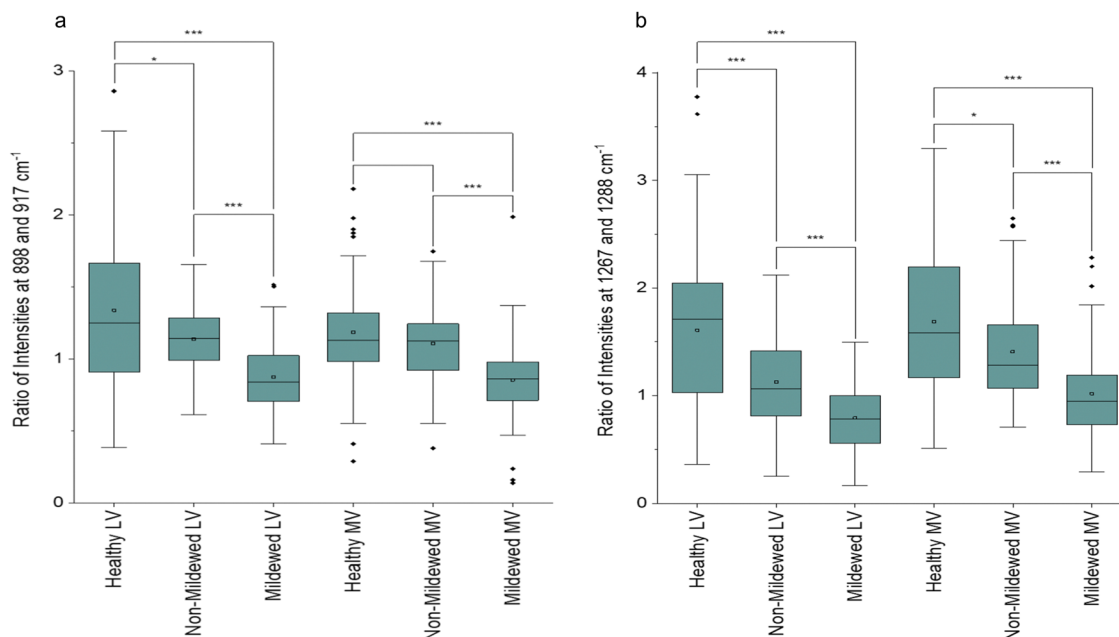 a
***
*
***
***
***
***
3
2
1
0
Ratio of Intensities at 898 and 917 cm-1
Healthy LV
Non-Mildewed LV
Mildewed LV
Healthy MV
Non-Mildewed MV
Mildewed MV
b
***
***
***
***
*
***
4
3
2
1
0
Ratio of Intensities at 1267 and 1288 cm-1
Healthy LV
Non-Mildewed LV
Mildewed LV
Healthy MV
Non-Mildewed MV
Mildewed MV